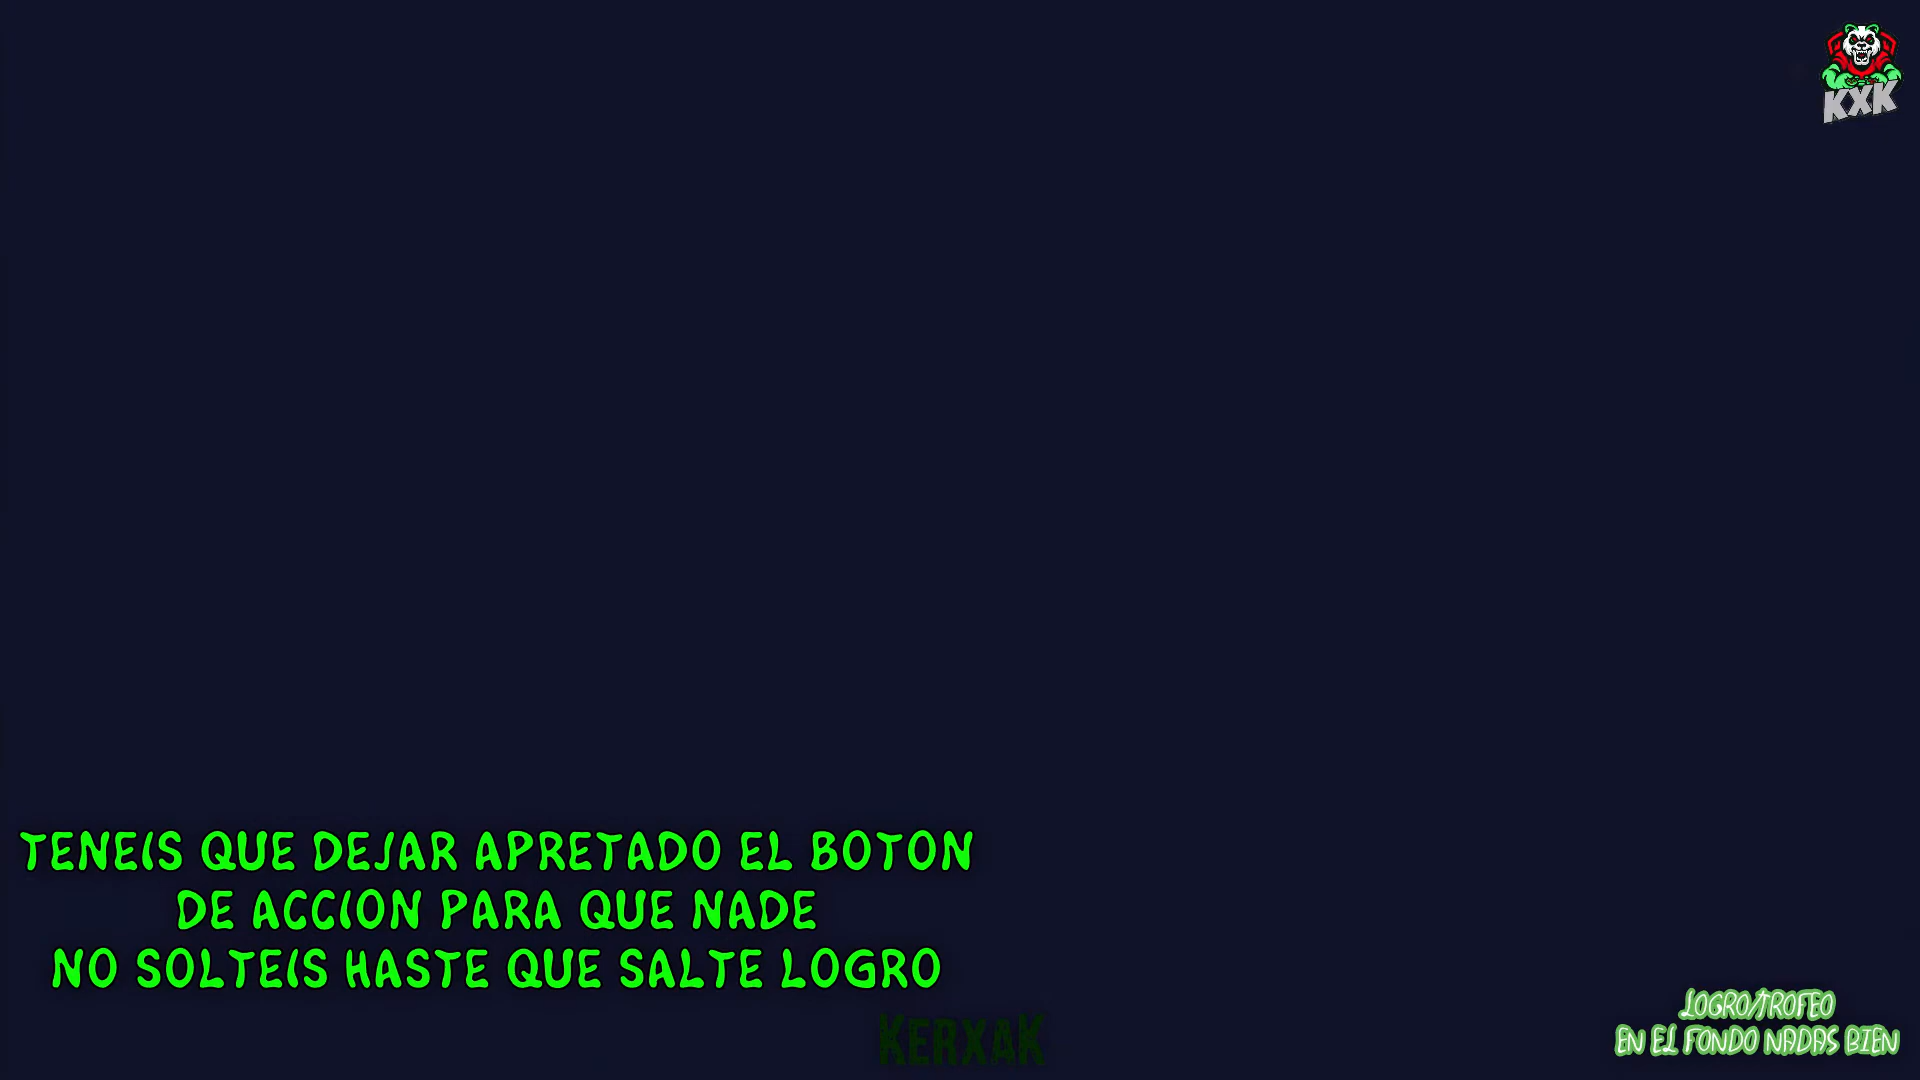 KXK
TENEIS QUE DEJAR APRETADO EL BOTON
DE ACCION PARA QUE NADE
NO SOLTEIS HASTE QUE SALTE LOGRO
KERXAK
LOGRO/TROFEO
EN EL FONDO NADAS BIEN